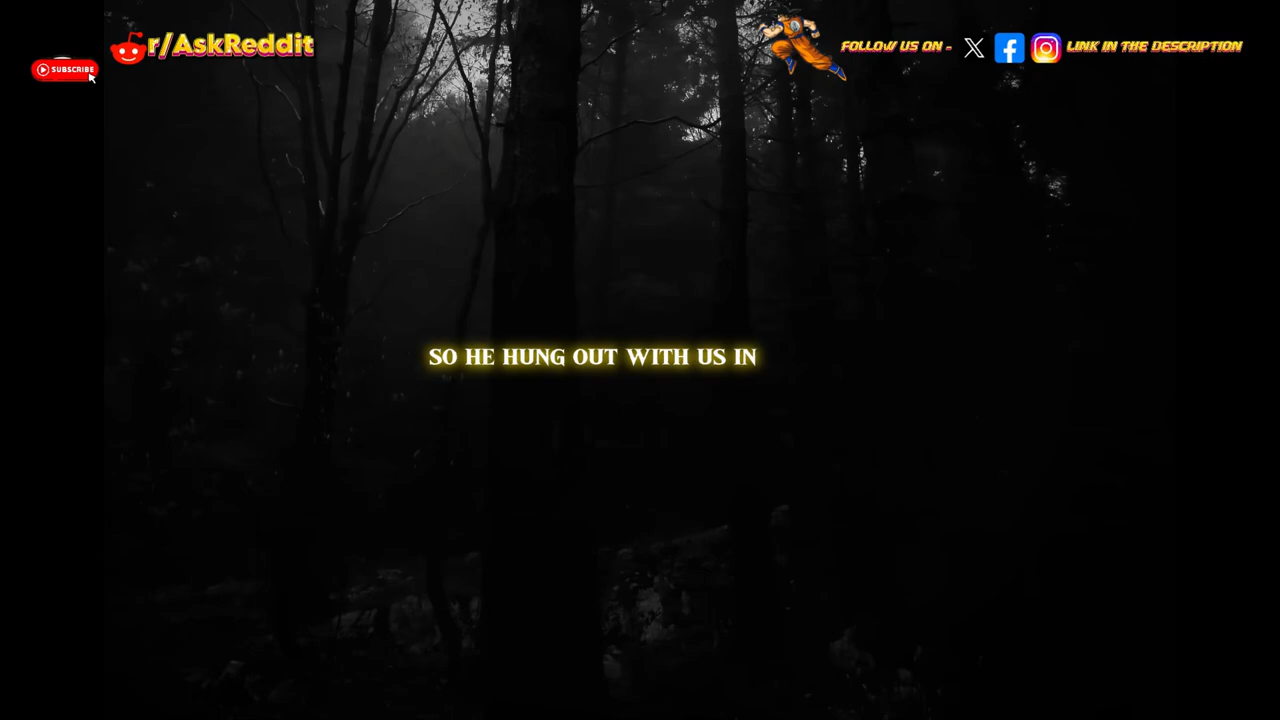 r/AskReddit
FOLLOW US ON -
LINK IN THE DESCRIPTION
SUBSCRIBE
SO HE HUNG OUT WITH US IN